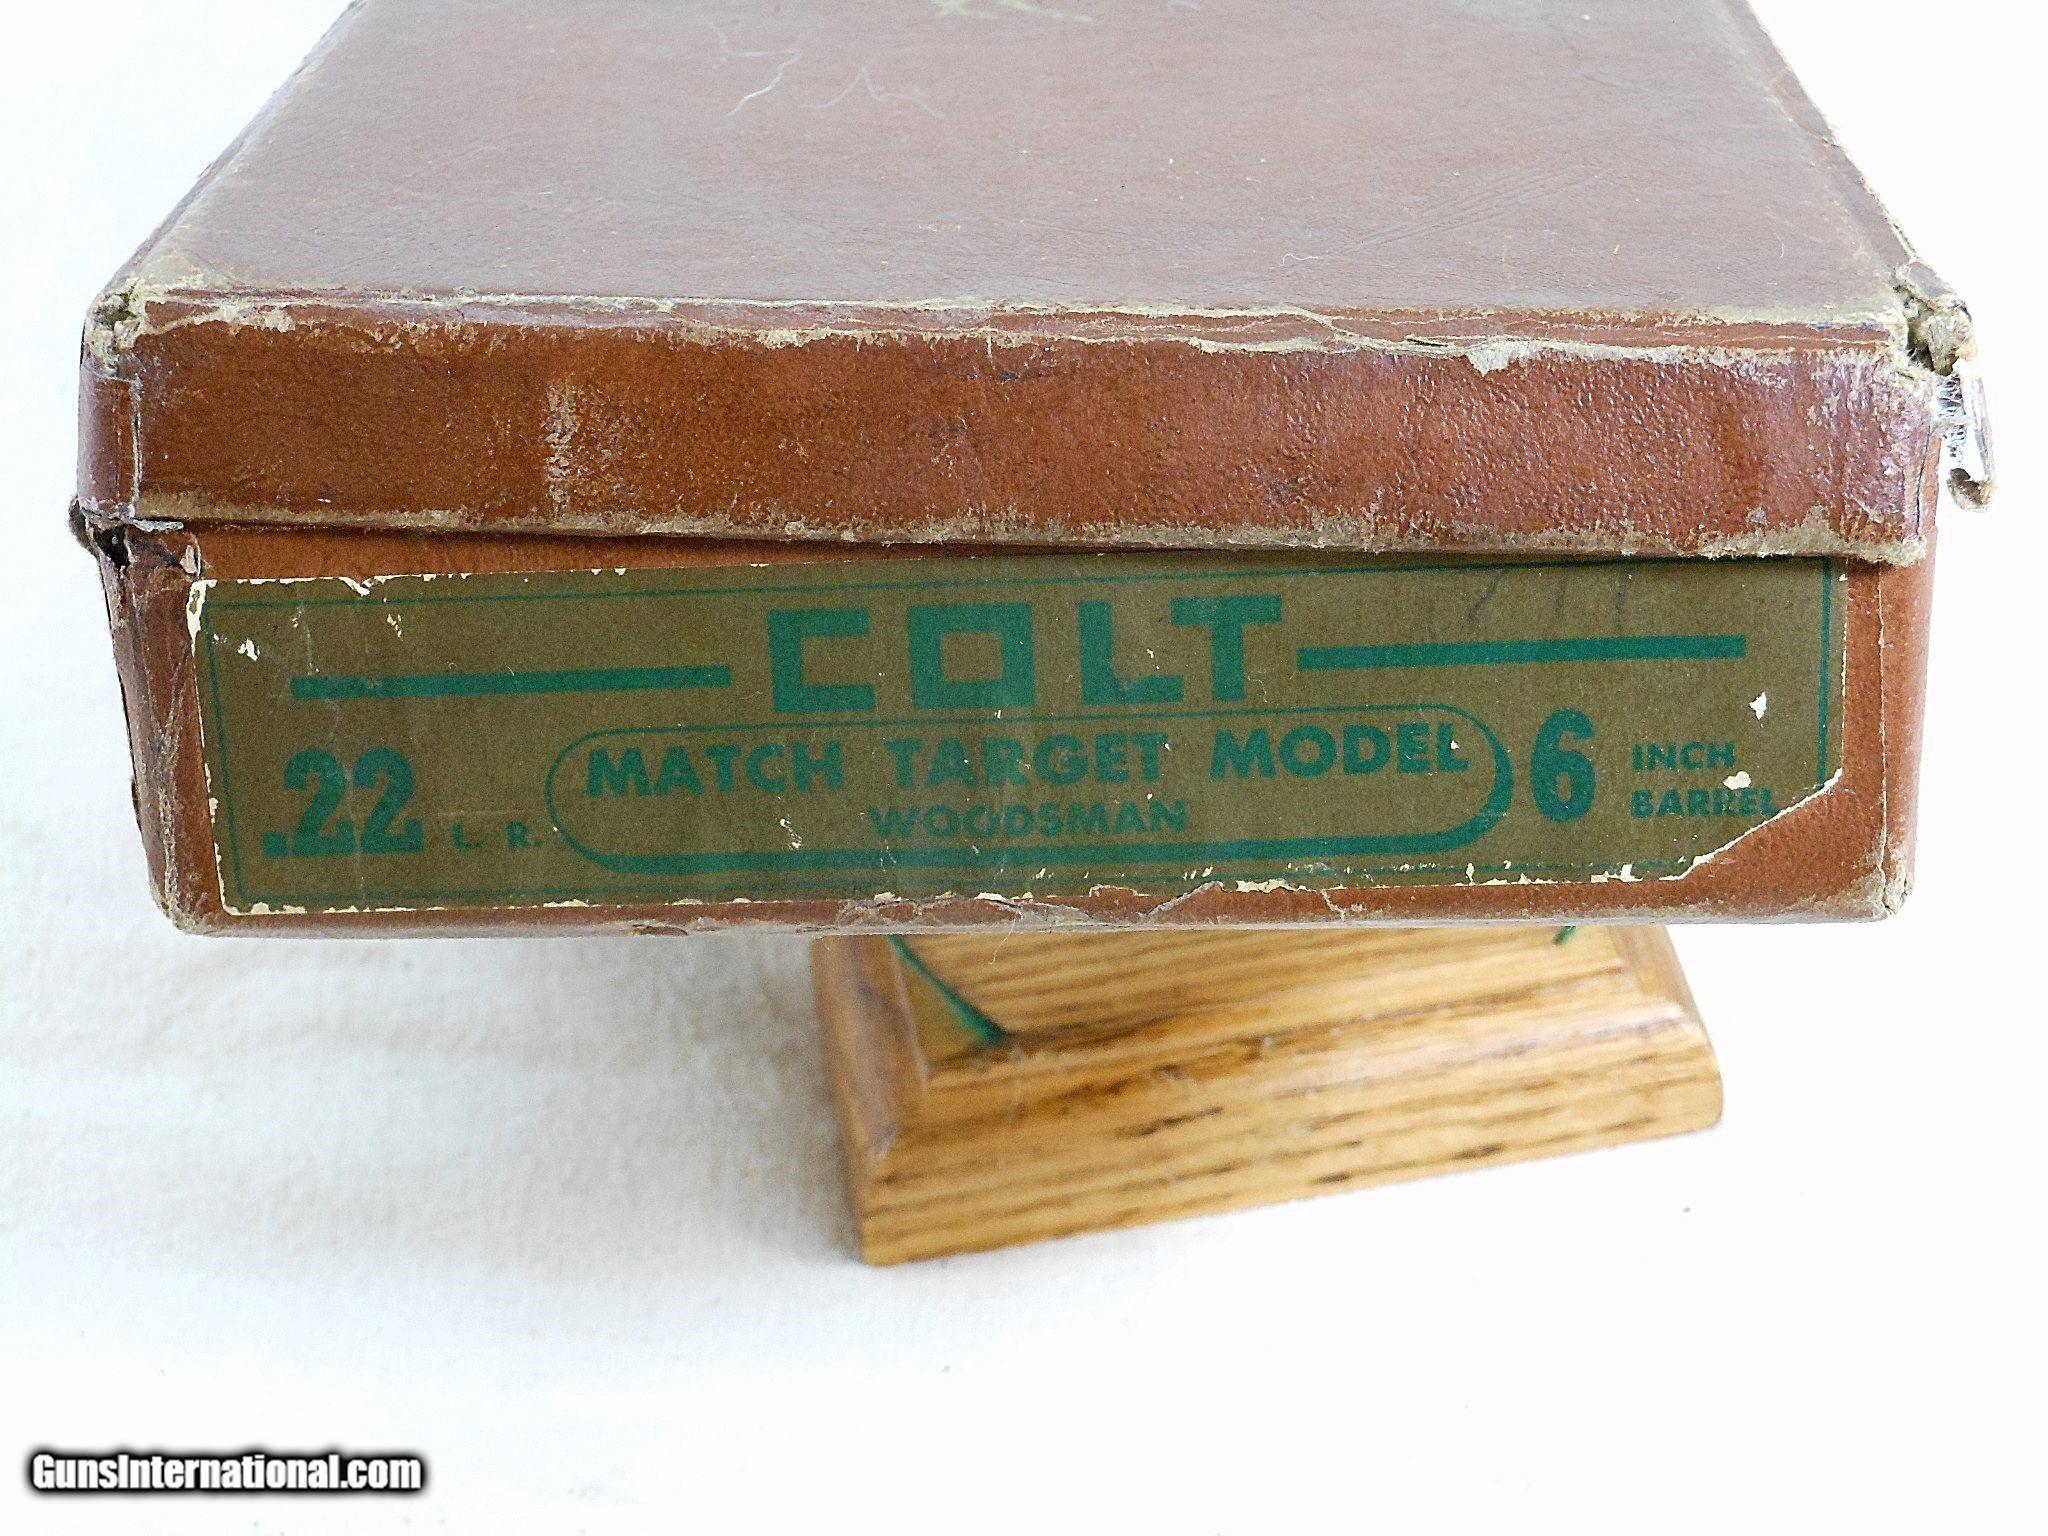 COLT
.22 L. R.
MATCH TARGET MODEL
WOODSMAN
6 INCH
BARREL
GunsInternational.com